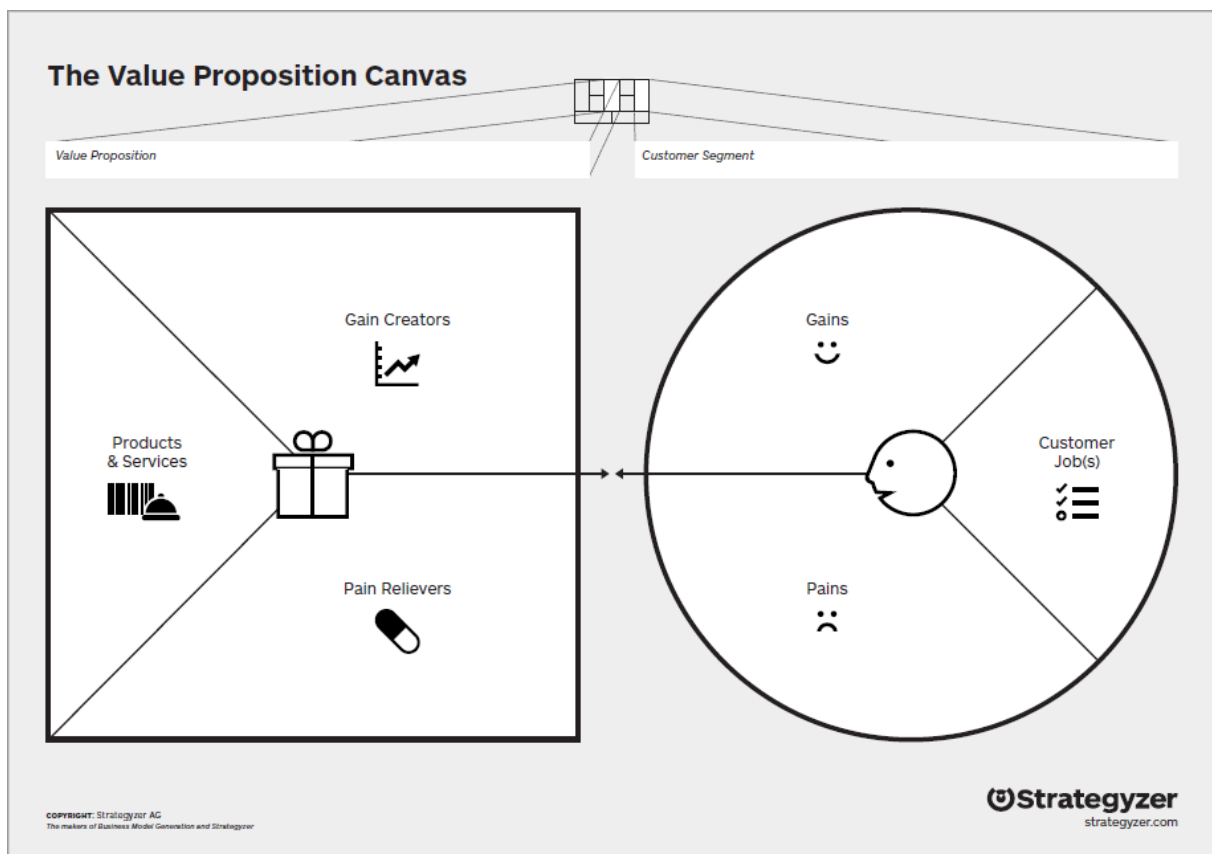 The Value Proposition Canvas
Value Proposition
Customer Segment
Gain Creators
Products
& Services
Pain Relievers
Gains
Customer
Job(s)
Pains
COPYRIGHT: Strategyzer AG
The makers of Business Model Generation and Strategyzer
Strategyzer
strategyzer.com